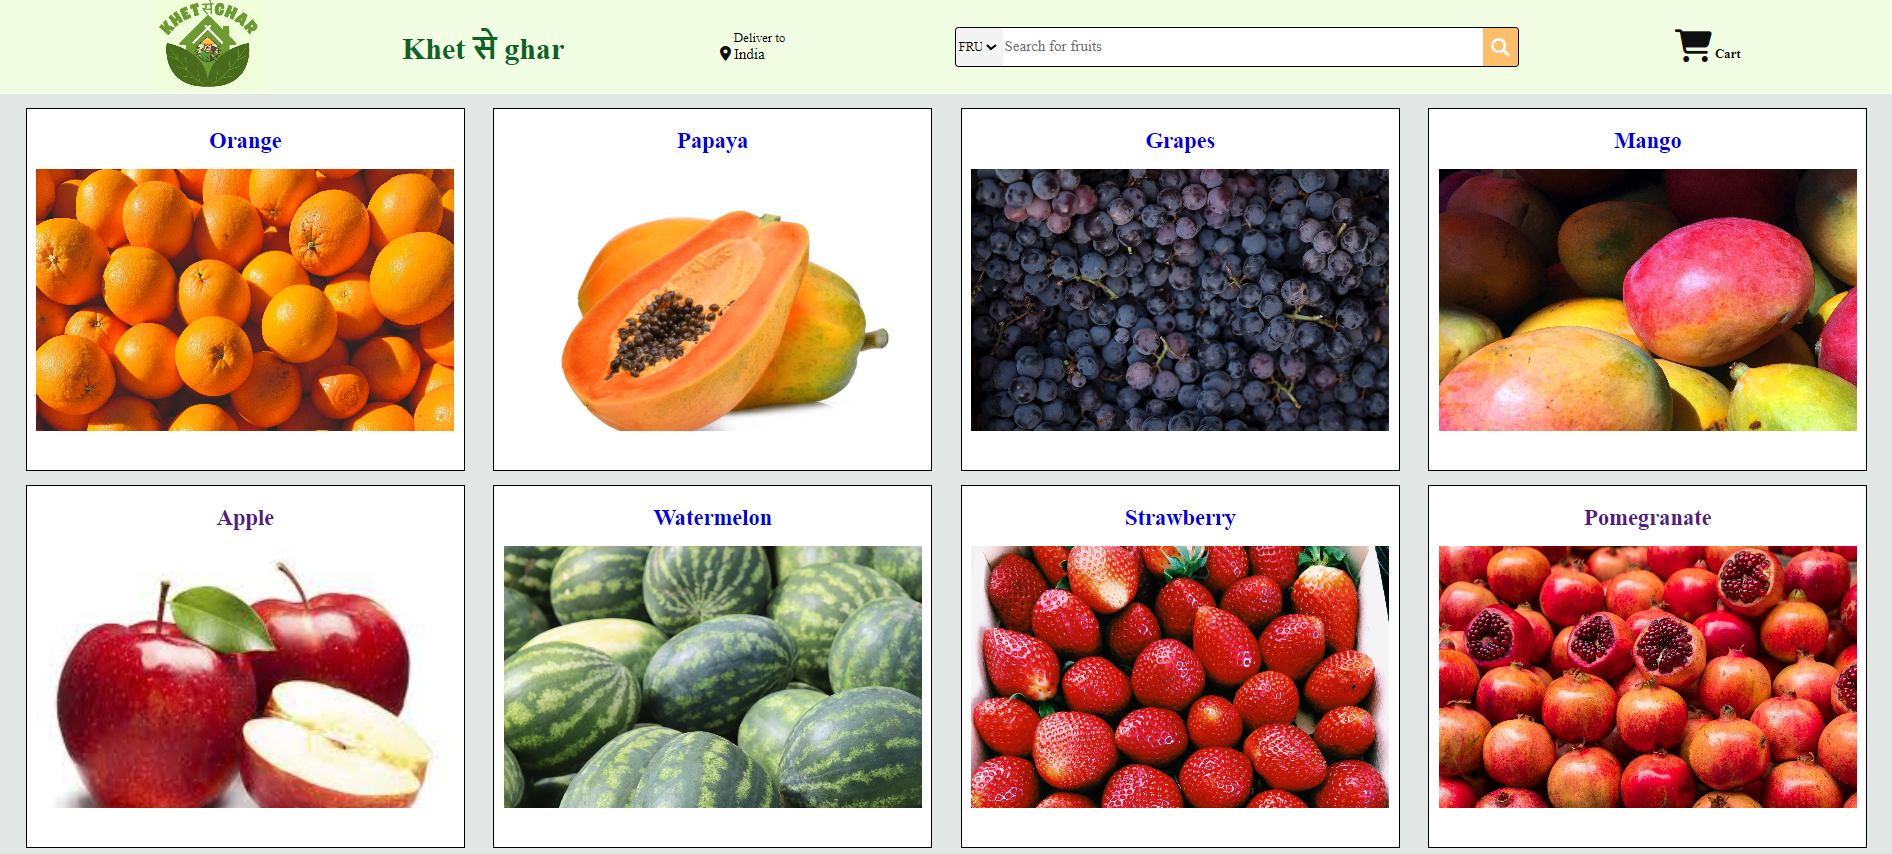 KHETसेGHAR
Khet से ghar
Deliver to
India
FRU
Search for fruits
Cart
Orange
Papaya
Grapes
Mango
Apple
Watermelon
Strawberry
Pomegranate